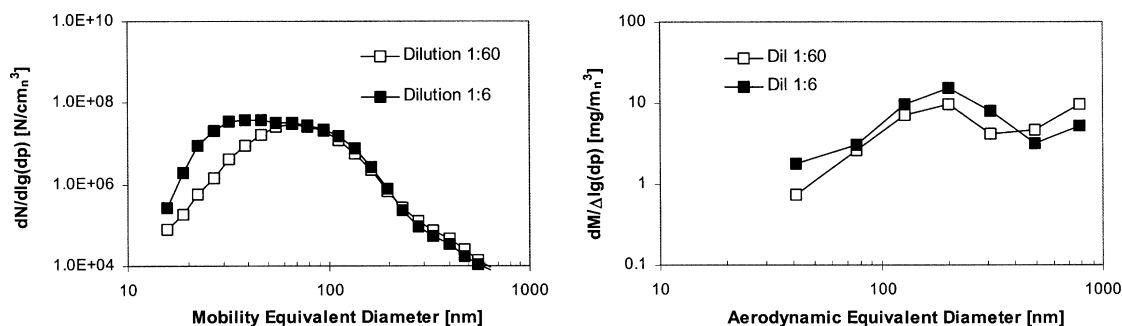 dN/dlg(dp) [N/cm_n^3]
1.0E+10
1.0E+08
1.0E+06
1.0E+04
Dilution 1:60
Dilution 1:6
10
100
1000
Mobility Equivalent Diameter [nm]
dM/Δlg(dp) [mg/m_n^3]
100
10
1
0.1
Dil 1:60
Dil 1:6
10
100
1000
Aerodynamic Equivalent Diameter [nm]